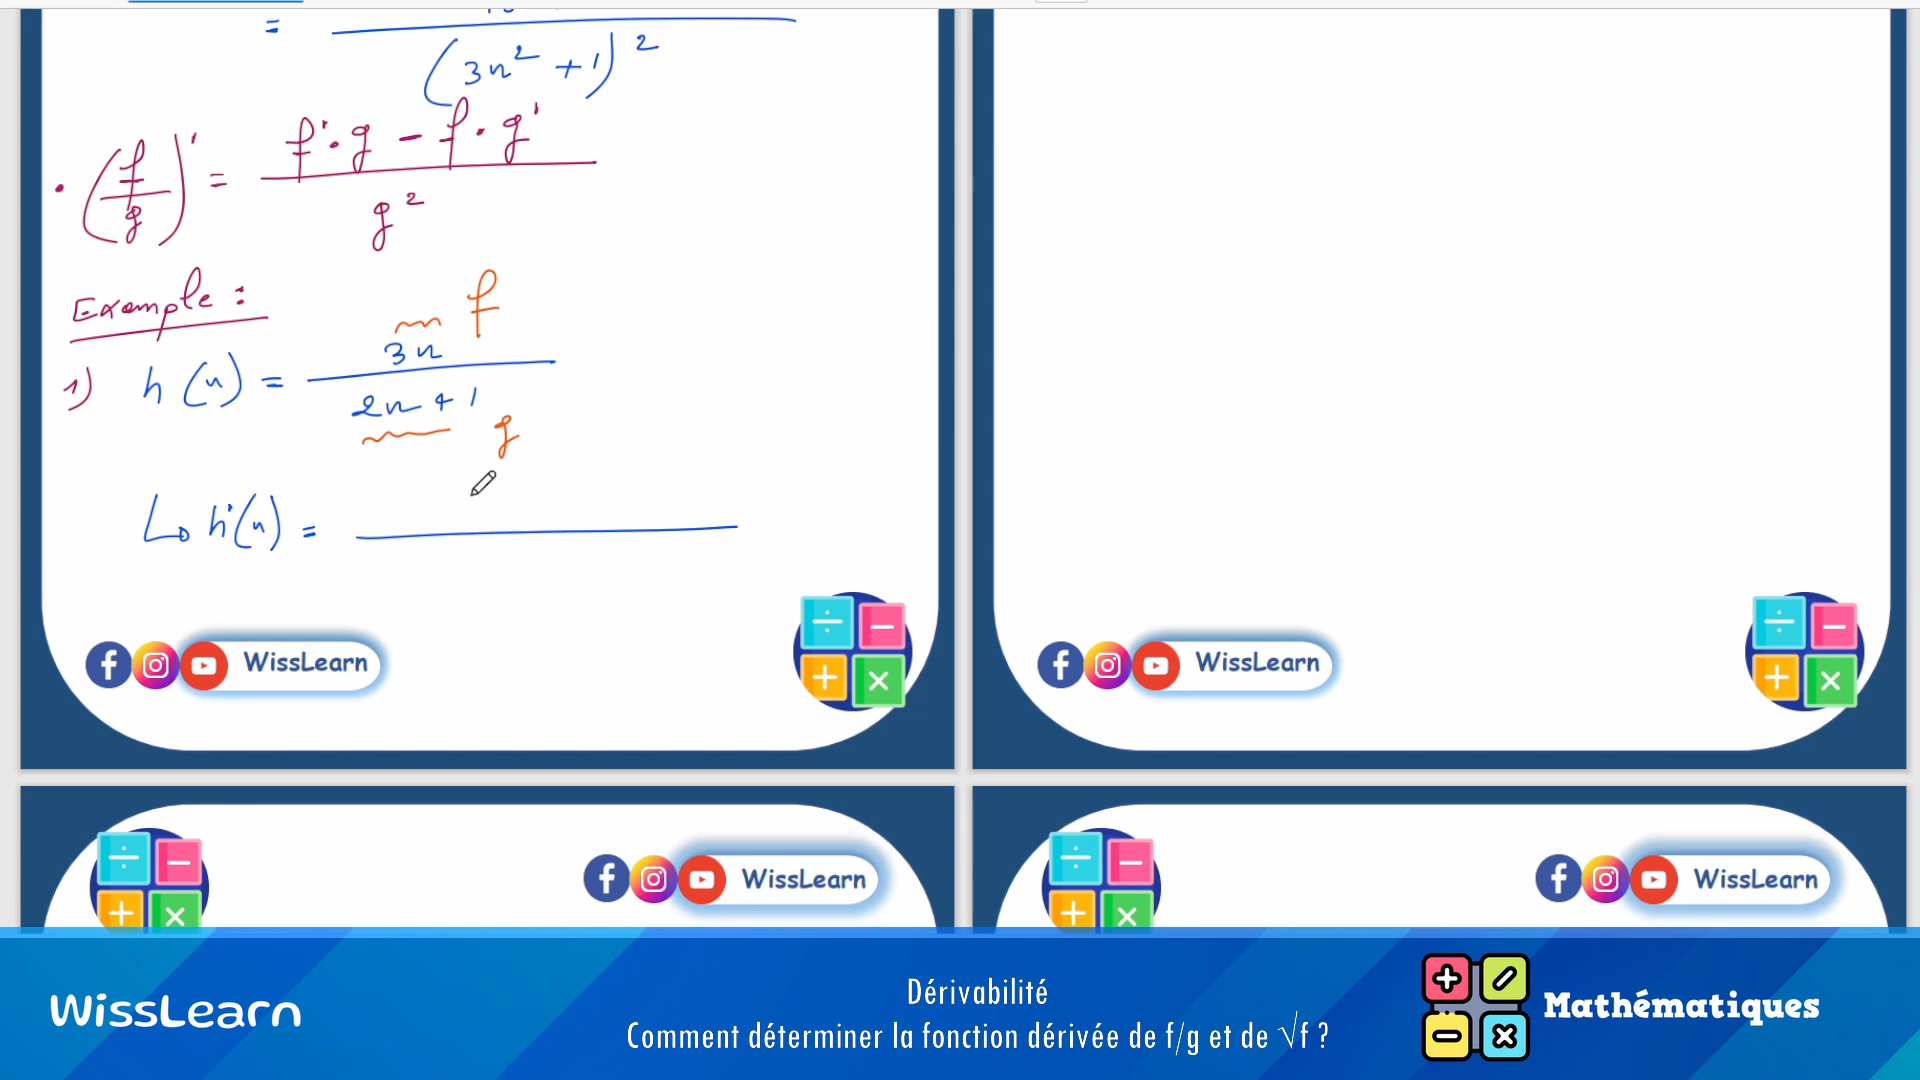 =
(3x² + 1)²
• (f/g)' = (f'•g - f•g')/g²
Example :
f
1) h(x) = 3x/(2x + 1)
g
↳ h'(x) =
WissLearn
WissLearn
WissLearn
WissLearn
WissLearn
Dérivabilité
Comment déterminer la fonction dérivée de f/g et de √f ?
Mathématiques